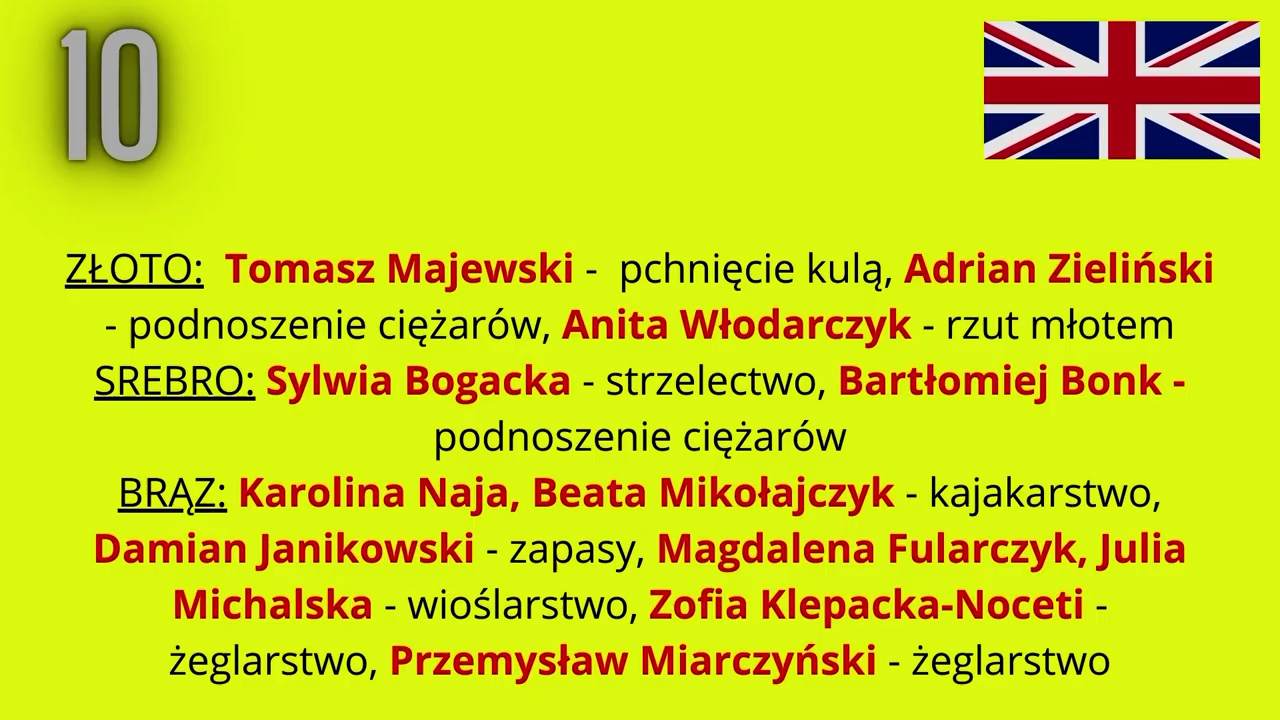 10
ZŁOTO: Tomasz Majewski - pchnięcie kulą, Adrian Zieliński
- podnoszenie ciężarów, Anita Włodarczyk - rzut młotem
SREBRO: Sylwia Bogacka - strzelectwo, Bartłomiej Bonk -
podnoszenie ciężarów
BRĄZ: Karolina Naja, Beata Mikołajczyk - kajakarstwo,
Damian Janikowski - zapasy, Magdalena Fularczyk, Julia
Michalska - wioślarstwo, Zofia Klepacka-Noceti -
żeglarstwo, Przemysław Miarczyński - żeglarstwo